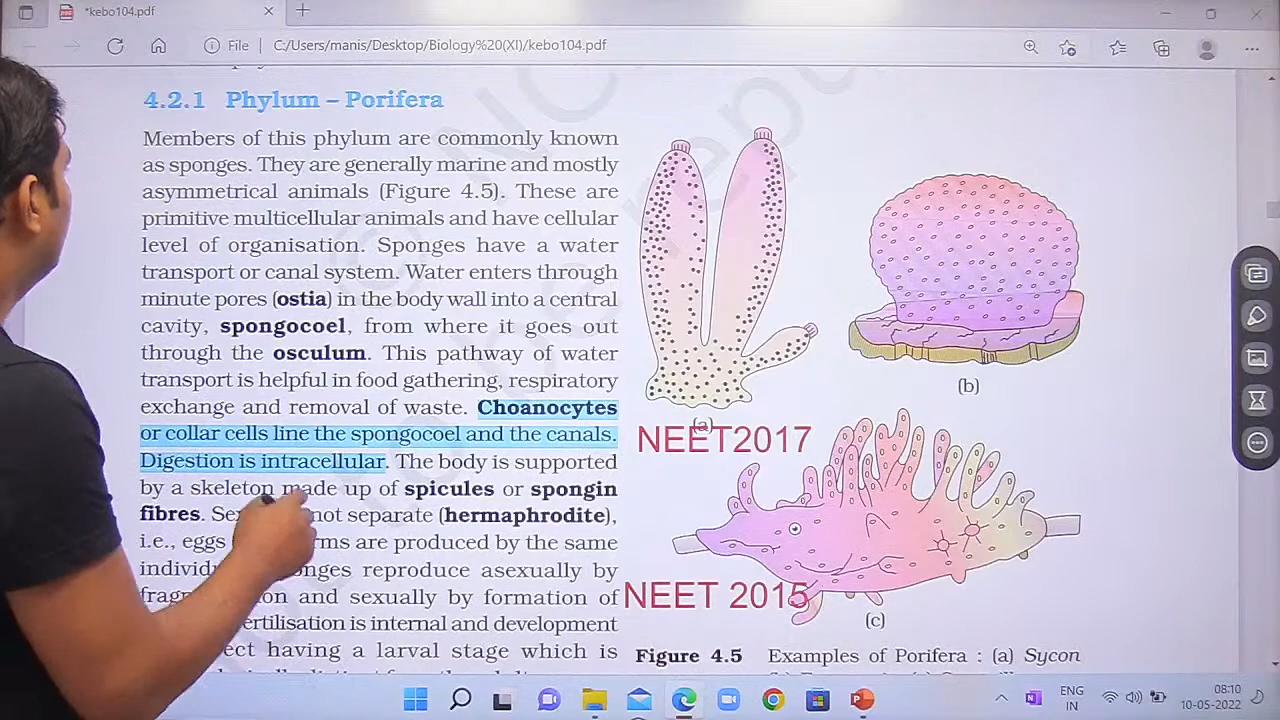 *kebo104.pdf
File
C:/Users/manis/Desktop/Biology%20(XI)/kebo104.pdf
4.2.1 Phylum – Porifera
Members of this phylum are commonly known
as sponges. They are generally marine and mostly
asymmetrical animals (Figure 4.5). These are
primitive multicellular animals and have cellular
level of organisation. Sponges have a water
transport or canal system. Water enters through
minute pores (ostia) in the body wall into a central
cavity, spongocoel, from where it goes out
through the osculum. This pathway of water
transport is helpful in food gathering, respiratory
exchange and removal of waste. Choanocytes
or collar cells line the spongocoel and the canals.
Digestion is intracellular. The body is supported
by a skeleton made up of spicules or spongin
fibres. not separate (hermaphrodite),
i.e., eggs are produced by the same
reproduce asexually by
and sexually by formation of
is internal and development
having a larval stage which is
(a)
NEET2017
(b)
NEET 2015
(c)
Figure 4.5 Examples of Porifera : (a) Sycon
ENG
IN
08:10
10-05-2022